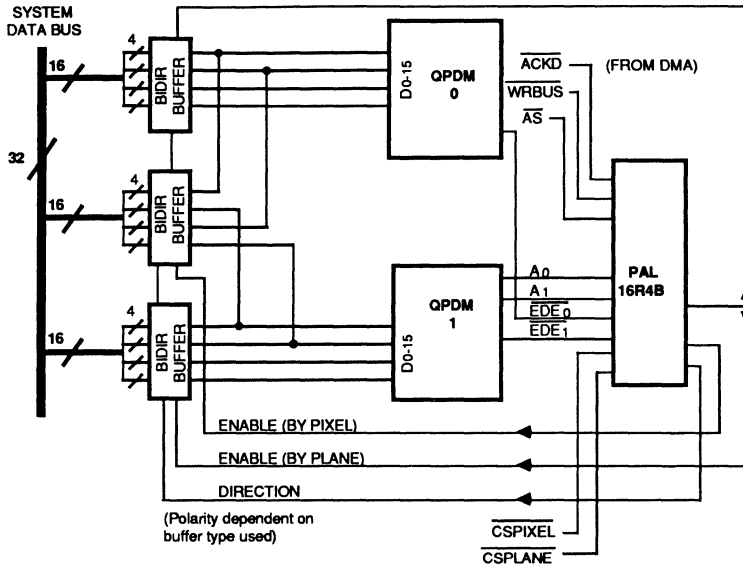 SYSTEM
DATA BUS
4
16
BIDIR
BUFFER
D0-15
QPDM
0
ACKD
(FROM DMA)
WRBUS
AS
32
4
16
BIDIR
BUFFER
PAL
16R4B
4
16
BIDIR
BUFFER
D0-15
QPDM
1
A0
A1
EDE0
EDE1
ENABLE (BY PIXEL)
ENABLE (BY PLANE)
DIRECTION
(Polarity dependent on
buffer type used)
CSPIXEL
CSPLANE